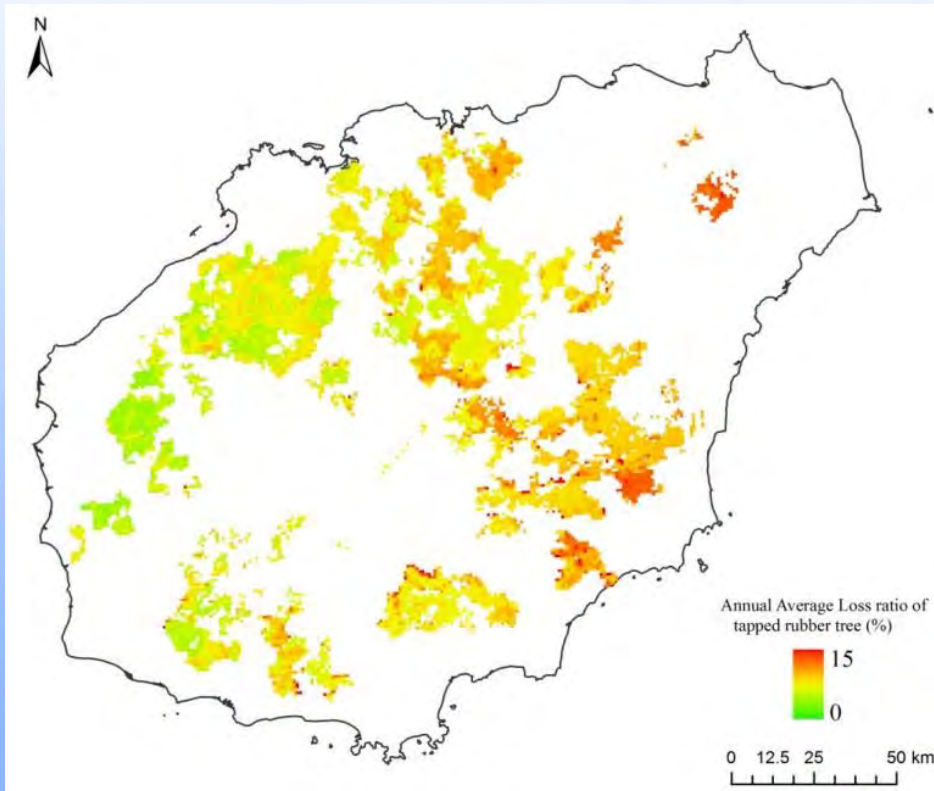 N
Annual Average Loss ratio of
tapped rubber tree (%)
15
0
0 12.5 25 50 km